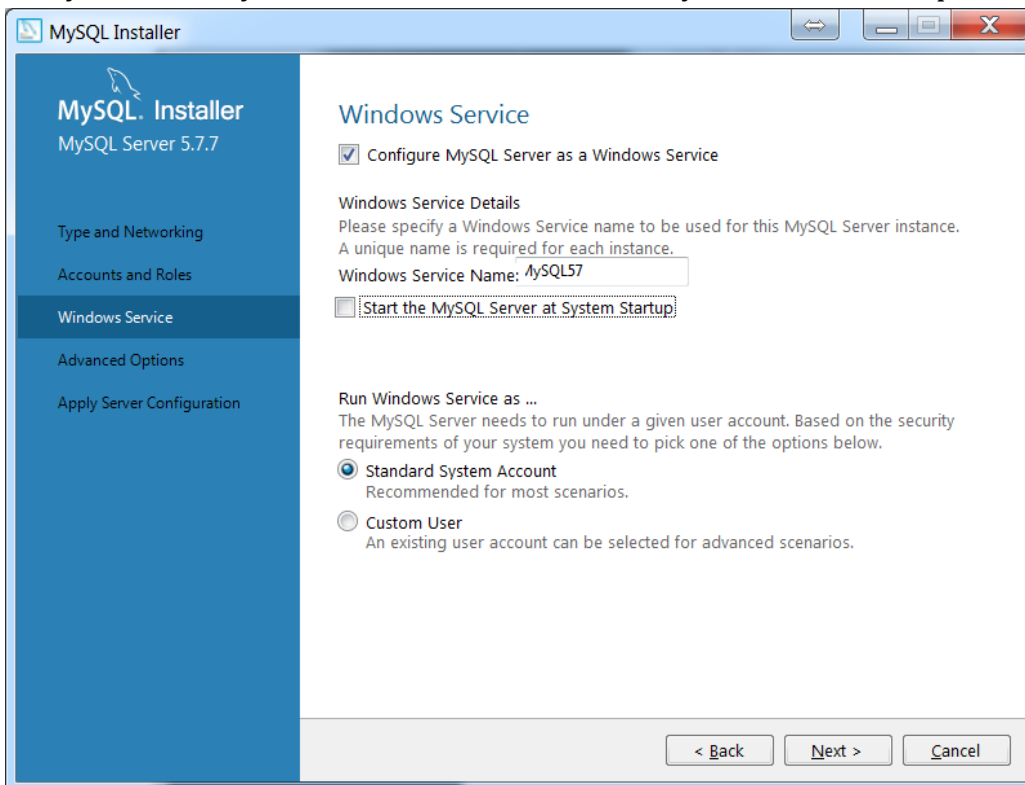 MySQL Installer
MySQL. Installer
MySQL Server 5.7.7
Type and Networking
Accounts and Roles
Windows Service
Advanced Options
Apply Server Configuration
Windows Service
Configure MySQL Server as a Windows Service
Windows Service Details
Please specify a Windows Service name to be used for this MySQL Server instance.
A unique name is required for each instance.
Windows Service Name: MySQL57
Start the MySQL Server at System Startup
Run Windows Service as ...
The MySQL Server needs to run under a given user account. Based on the security
requirements of your system you need to pick one of the options below.
Standard System Account
Recommended for most scenarios.
Custom User
An existing user account can be selected for advanced scenarios.
< Back
Next >
Cancel